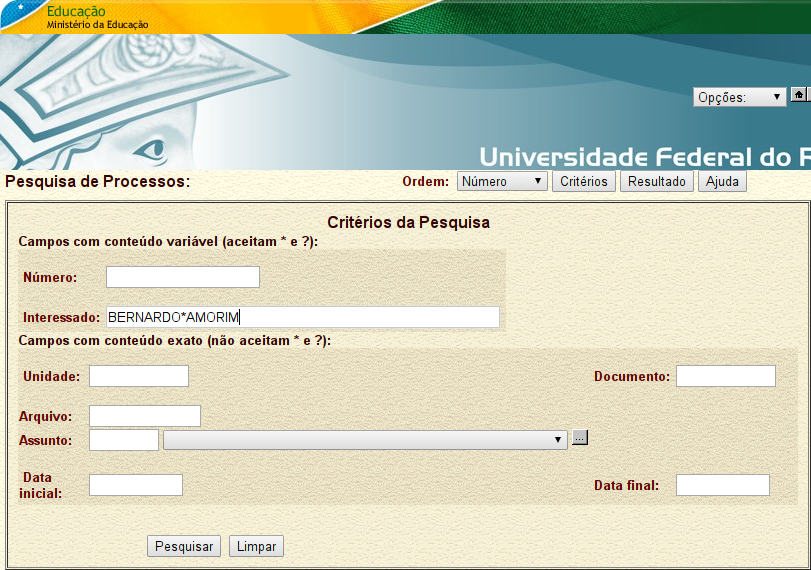 Educação
Ministério da Educação
Opções:
Universidade Federal do
Pesquisa de Processos:
Ordem: Número Critérios Resultado Ajuda
Critérios da Pesquisa
Campos com conteúdo variável (aceitam * e ?):
Número:
Interessado: BERNARDO*AMORIM
Campos com conteúdo exato (não aceitam * e ?):
Unidade: Documento:
Arquivo:
Assunto: ...
Data inicial: Data final:
Pesquisar Limpar